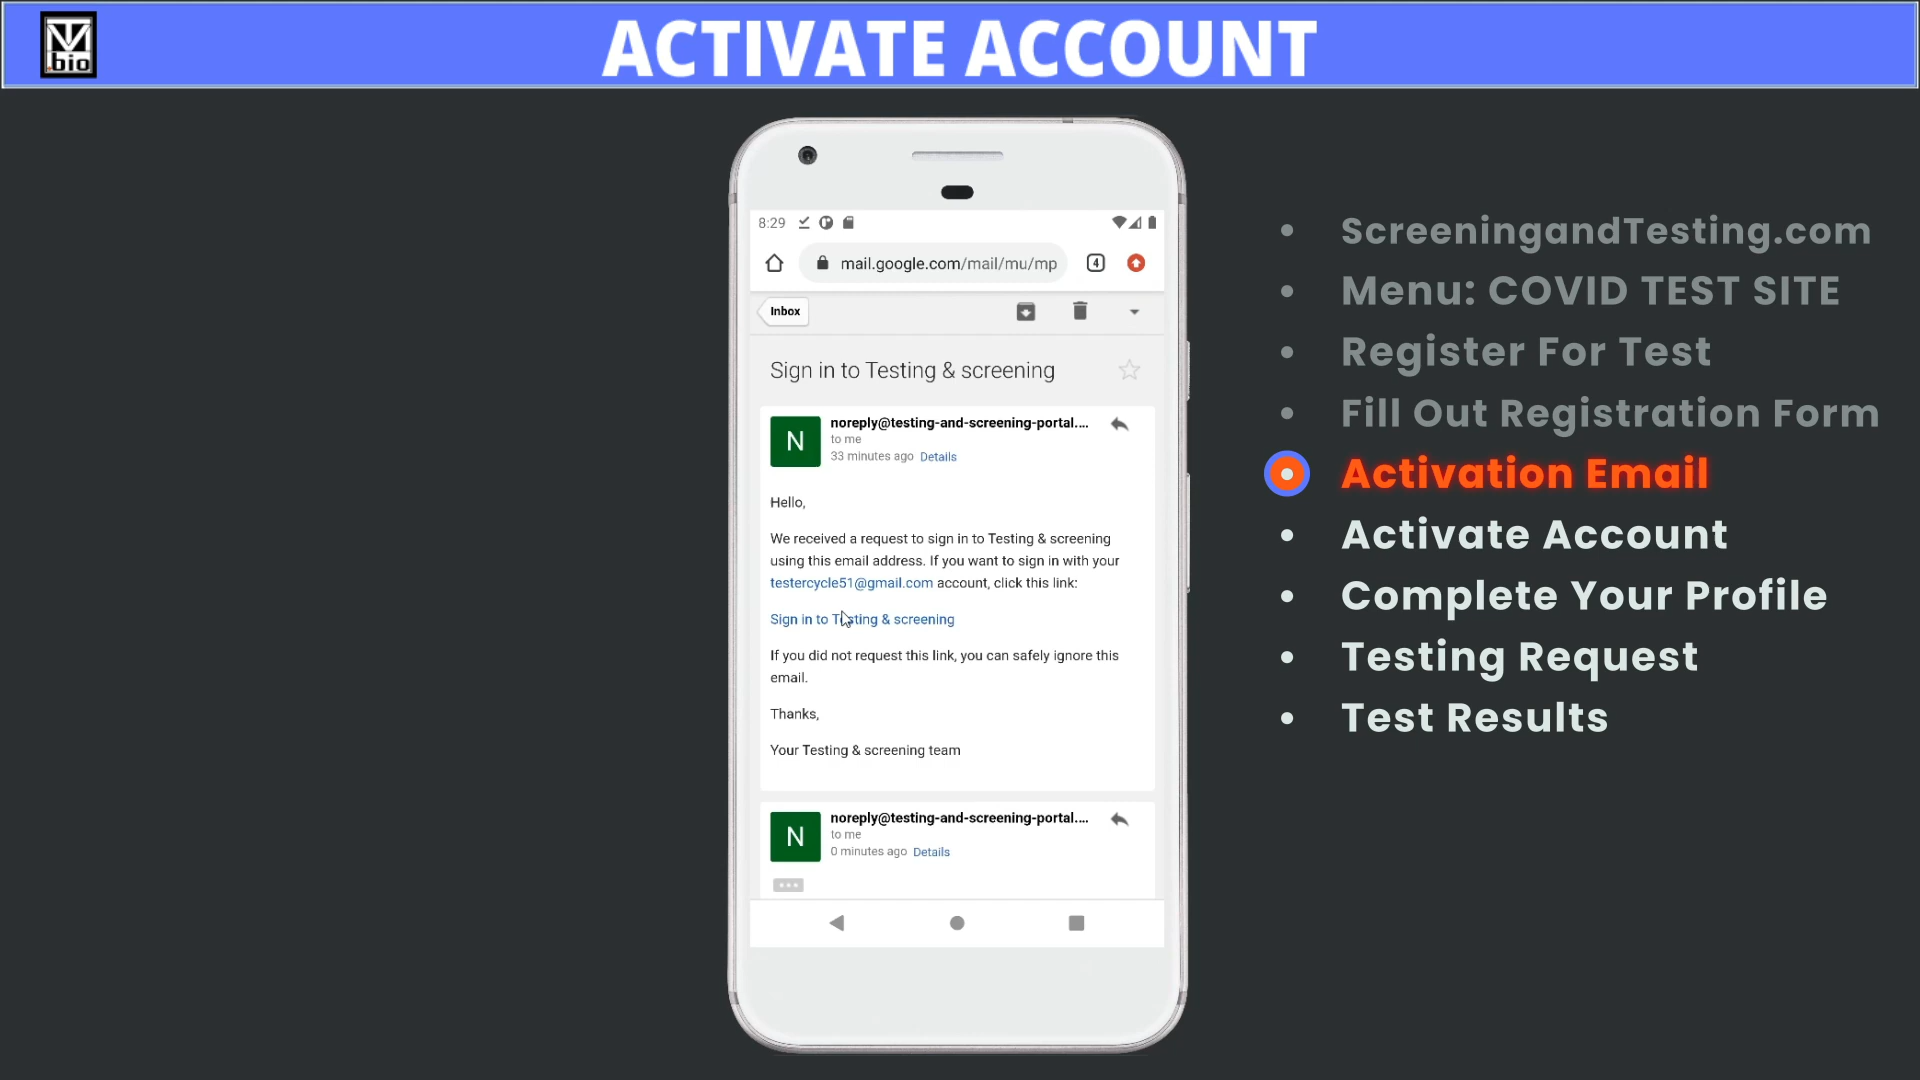 VTM
.bio
ACTIVATE ACCOUNT
8:29
mail.google.com/mail/mu/mp
4
Inbox
Sign in to Testing & screening
N
noreply@testing-and-screening-portal....
to me
33 minutes ago Details
Hello,
We received a request to sign in to Testing & screening
using this email address. If you want to sign in with your
testercycle51@gmail.com account, click this link:
Sign in to Testing & screening
If you did not request this link, you can safely ignore this
email.
Thanks,
Your Testing & screening team
N
noreply@testing-and-screening-portal....
to me
0 minutes ago Details
• ScreeningandTesting.com
• Menu: COVID TEST SITE
• Register For Test
• Fill Out Registration Form
• Activation Email
• Activate Account
• Complete Your Profile
• Testing Request
• Test Results